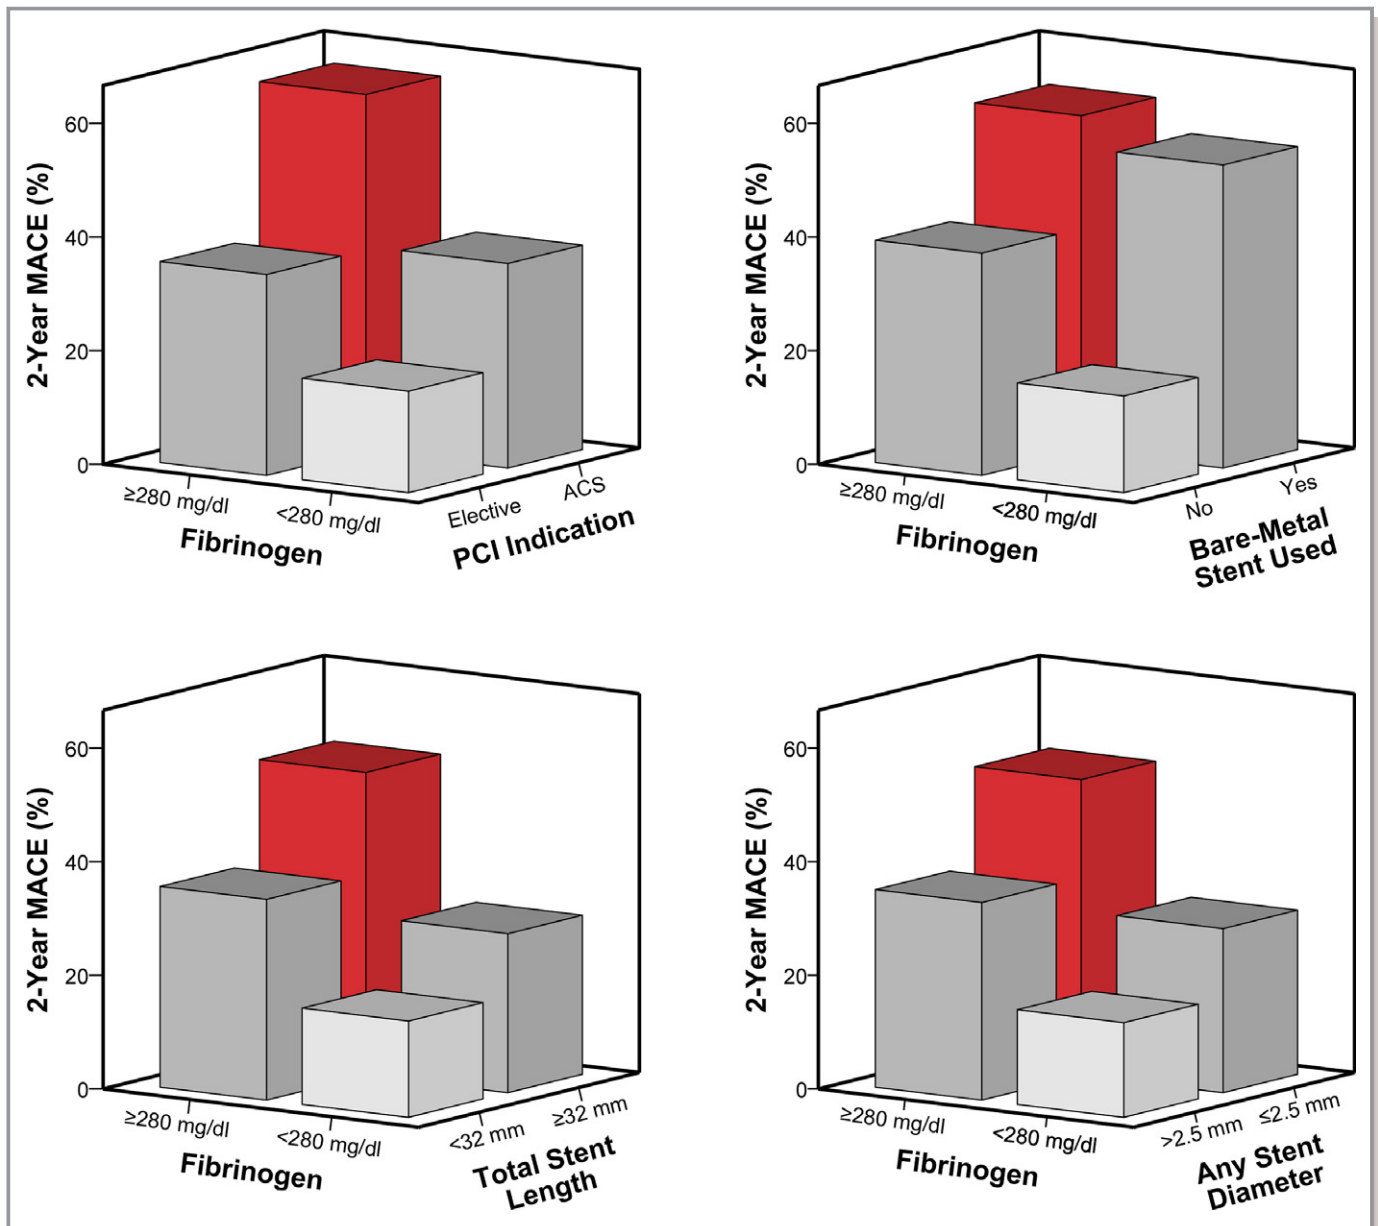 2-Year MACE (%)
60
40
20
0
≥280 mg/dl
<280 mg/dl
Fibrinogen
Elective
ACS
PCI Indication
2-Year MACE (%)
60
40
20
0
≥280 mg/dl
<280 mg/dl
Fibrinogen
No
Yes
Bare-Metal
Stent Used
2-Year MACE (%)
60
40
20
0
≥280 mg/dl
<280 mg/dl
Fibrinogen
<32 mm
≥32 mm
Total Stent
Length
2-Year MACE (%)
60
40
20
0
≥280 mg/dl
<280 mg/dl
Fibrinogen
>2.5 mm
≤2.5 mm
Any Stent
Diameter